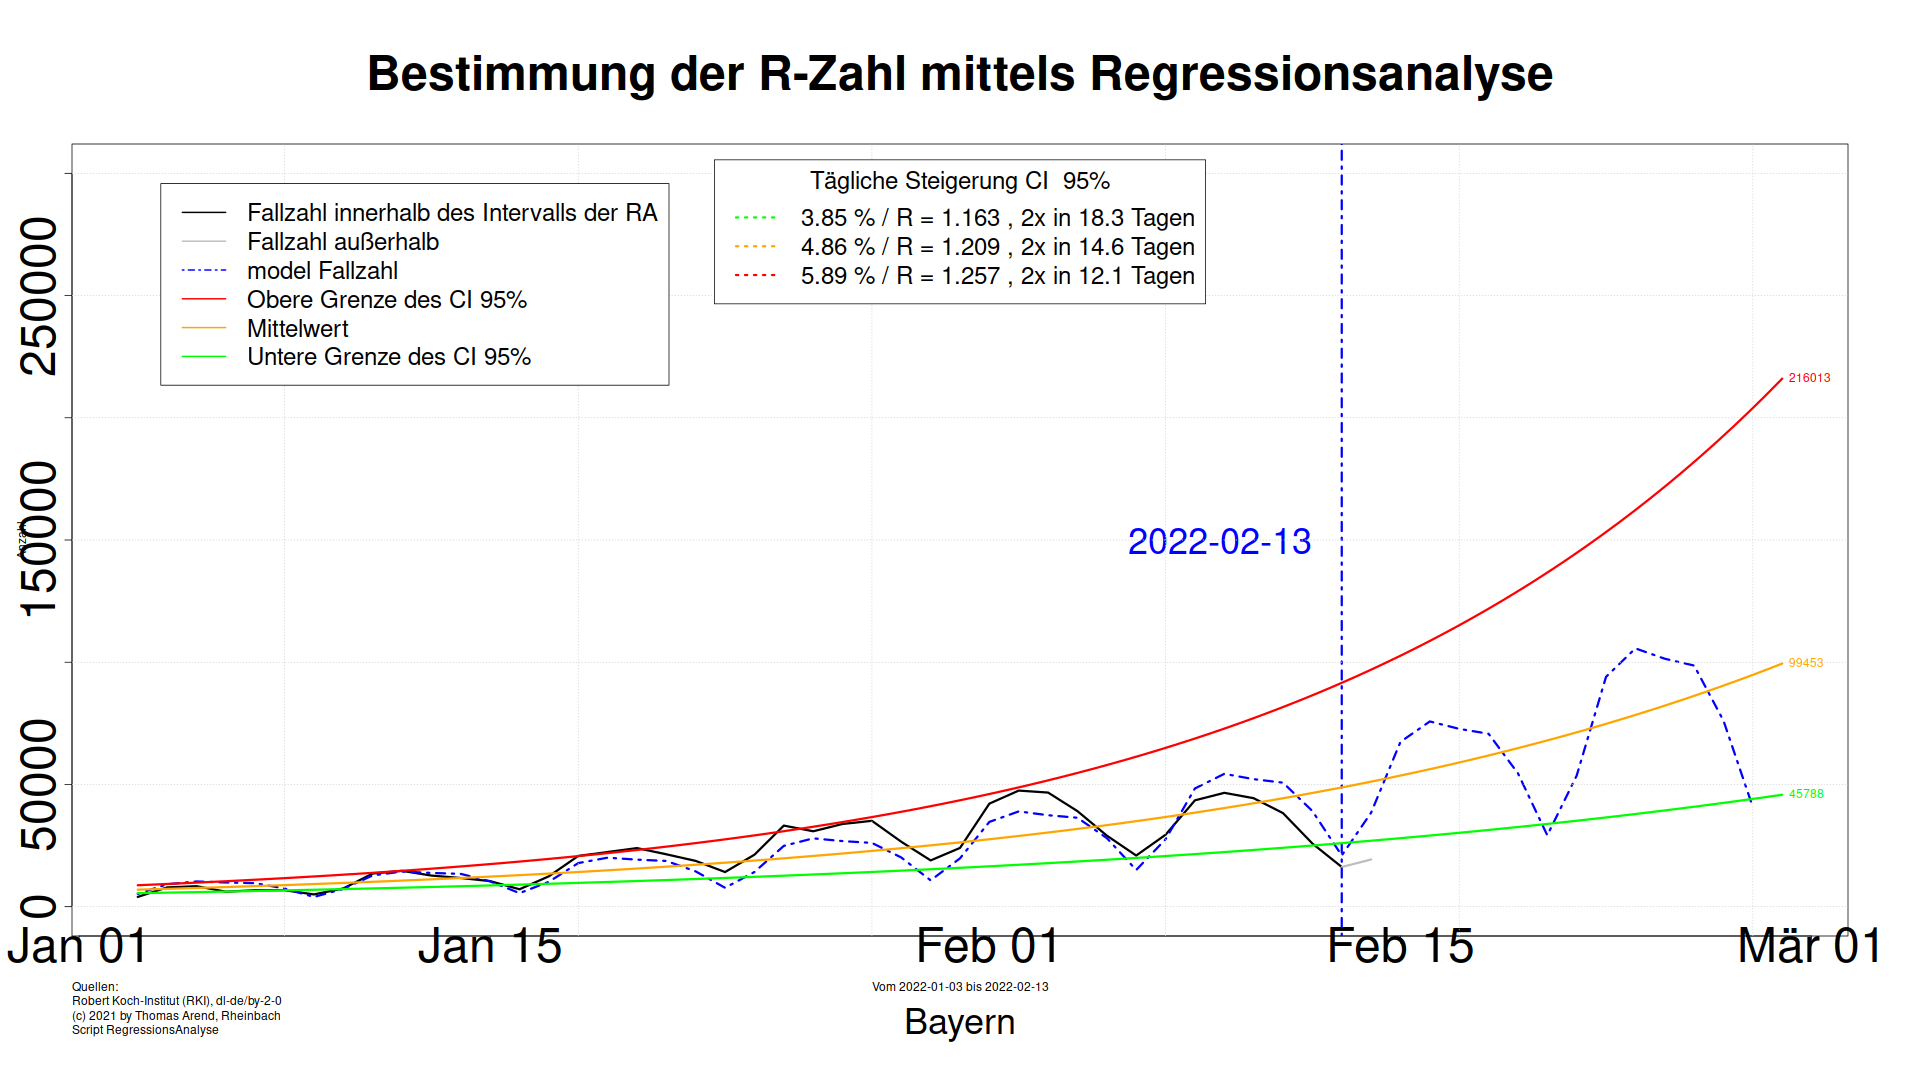 Bestimmung der R-Zahl mittels Regressionsanalyse
Fallzahl innerhalb des Intervalls der RA
Fallzahl außerhalb
model Fallzahl
Obere Grenze des CI 95%
Mittelwert
Untere Grenze des CI 95%
Tägliche Steigerung CI  95%
3.85 % / R = 1.163 , 2x in 18.3 Tagen
4.86 % / R = 1.209 , 2x in 14.6 Tagen
5.89 % / R = 1.257 , 2x in 12.1 Tagen
250000
150000
50000
0
Anzahl
216013
2022-02-13
99453
45788
Jan 01
Jan 15
Feb 01
Feb 15
Mär 01
Quellen:
Robert Koch-Institut (RKI), dl-de/by-2-0
(c) 2021 by Thomas Arend, Rheinbach
Script RegressionsAnalyse
Vom 2022-01-03 bis 2022-02-13
Bayern